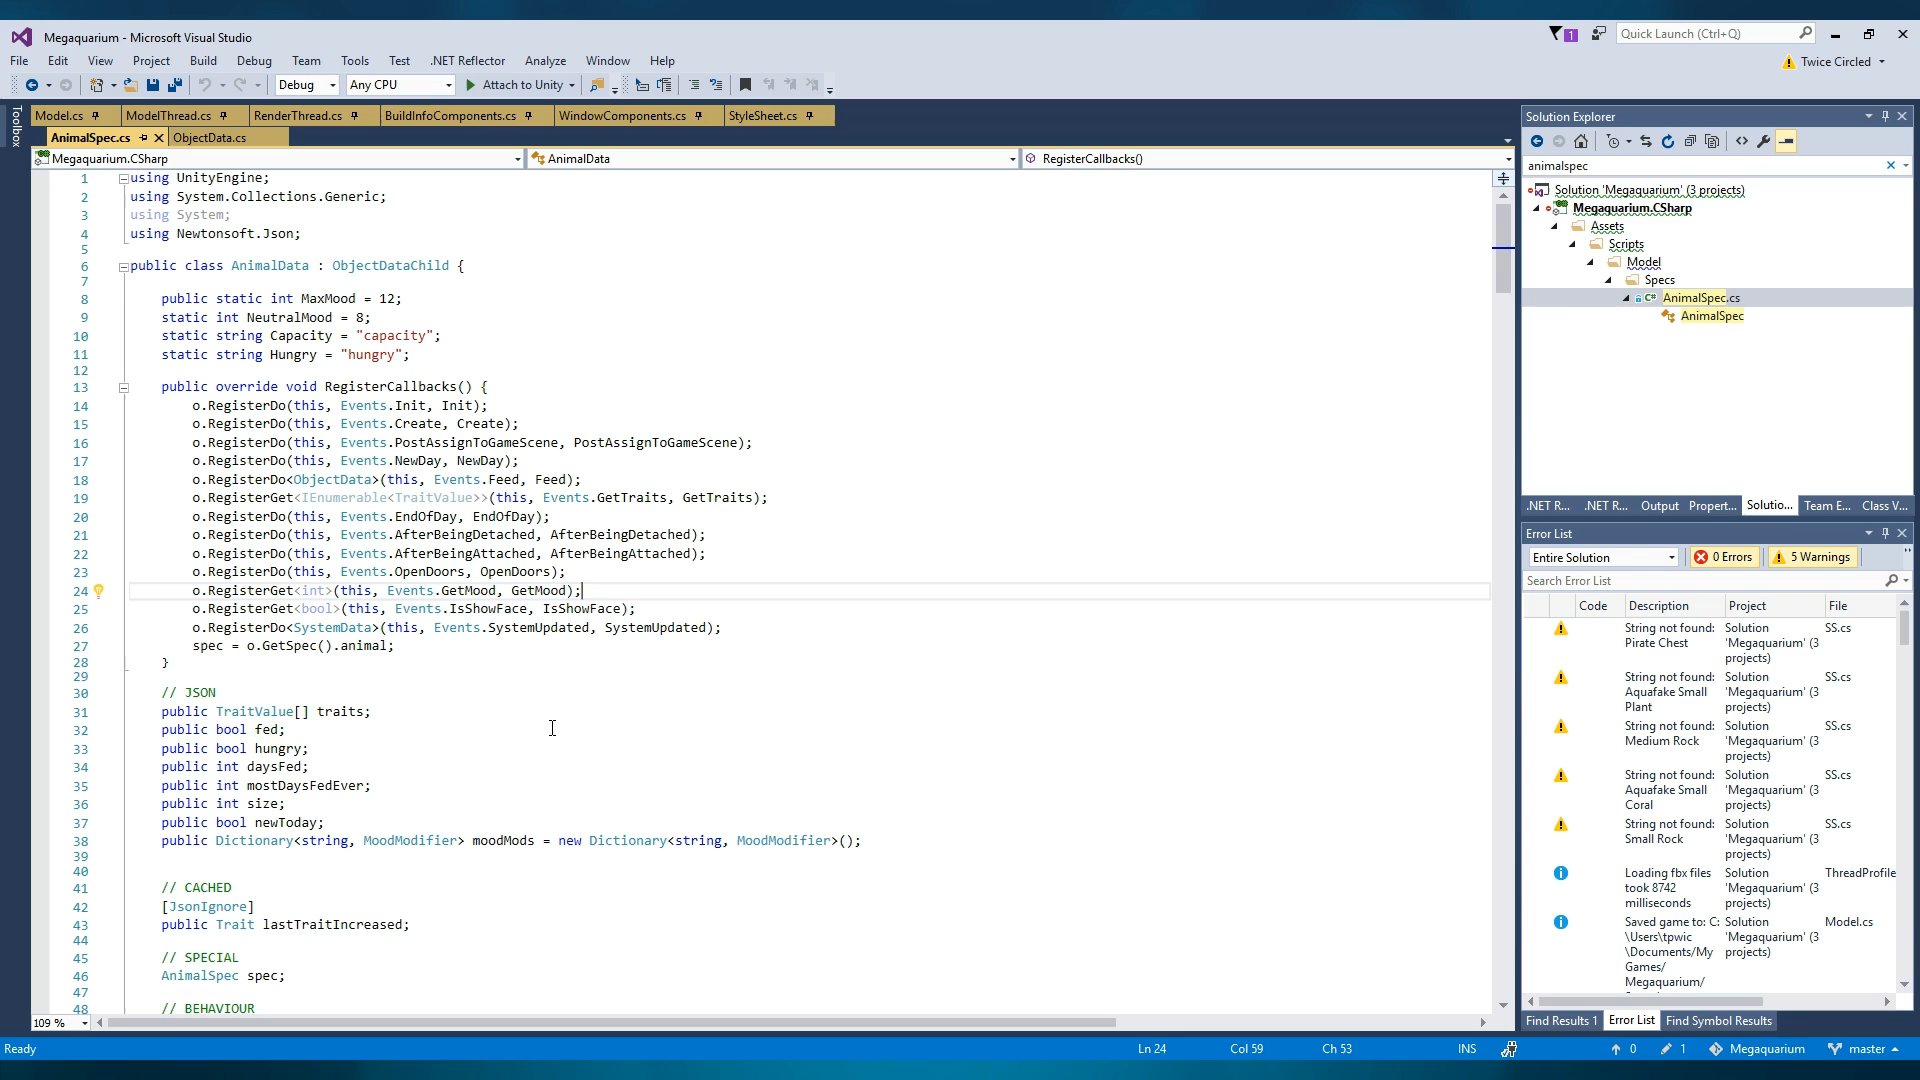 Megaquarium - Microsoft Visual Studio
1
Quick Launch (Ctrl+Q)
File Edit View Project Build Debug Team Tools Test .NET Reflector Analyze Window Help
Twice Circled
Debug Any CPU Attach to Unity
Toolbox
Model.cs ModelThread.cs RenderThread.cs BuildInfoComponents.cs WindowComponents.cs StyleSheet.cs
AnimalSpec.cs ObjectData.cs
Megaquarium.CSharp AnimalData RegisterCallbacks()
1 using UnityEngine;
2 using System.Collections.Generic;
3 using System;
4 using Newtonsoft.Json;
5
6 public class AnimalData : ObjectDataChild {
7
8 public static int MaxMood = 12;
9 static int NeutralMood = 8;
10 static string Capacity = "capacity";
11 static string Hungry = "hungry";
12
13 public override void RegisterCallbacks() {
14 o.RegisterDo(this, Events.Init, Init);
15 o.RegisterDo(this, Events.Create, Create);
16 o.RegisterDo(this, Events.PostAssignToGameScene, PostAssignToGameScene);
17 o.RegisterDo(this, Events.NewDay, NewDay);
18 o.RegisterDo<ObjectData>(this, Events.Feed, Feed);
19 o.RegisterGet<IEnumerable<TraitValue>>(this, Events.GetTraits, GetTraits);
20 o.RegisterDo(this, Events.EndOfDay, EndOfDay);
21 o.RegisterDo(this, Events.AfterBeingDetached, AfterBeingDetached);
22 o.RegisterDo(this, Events.AfterBeingAttached, AfterBeingAttached);
23 o.RegisterDo(this, Events.OpenDoors, OpenDoors);
24 o.RegisterGet<int>(this, Events.GetMood, GetMood);
25 o.RegisterGet<bool>(this, Events.IsShowFace, IsShowFace);
26 o.RegisterDo<SystemData>(this, Events.SystemUpdated, SystemUpdated);
27 spec = o.GetSpec().animal;
28 }
29
30 // JSON
31 public TraitValue[] traits;
32 public bool fed;
33 public bool hungry;
34 public int daysFed;
35 public int mostDaysFedEver;
36 public int size;
37 public bool newToday;
38 public Dictionary<string, MoodModifier> moodMods = new Dictionary<string, MoodModifier>();
39
40
41 // CACHED
42 [JsonIgnore]
43 public Trait lastTraitIncreased;
44
45 // SPECIAL
46 AnimalSpec spec;
47
48 // BEHAVIOUR
109 %
Solution Explorer
animalspec
Solution 'Megaquarium' (3 projects)
Megaquarium.CSharp
Assets
Scripts
Model
Specs
C# AnimalSpec.cs
AnimalSpec
.NET R... .NET R... Output Propert... Solutio... Team E... Class V...
Error List
Entire Solution 0 Errors 5 Warnings
Search Error List
Code Description Project File
String not found: Solution SS.cs
Pirate Chest 'Megaquarium' (3
projects)
String not found: Solution SS.cs
Aquafake Small 'Megaquarium' (3
Plant projects)
String not found: Solution SS.cs
Medium Rock 'Megaquarium' (3
projects)
String not found: Solution SS.cs
Aquafake Small 'Megaquarium' (3
Coral projects)
String not found: Solution SS.cs
Small Rock 'Megaquarium' (3
projects)
Loading fbx files Solution ThreadProfile
took 8742 'Megaquarium' (3
milliseconds projects)
Saved game to: C: Solution Model.cs
\Users\tpwic 'Megaquarium' (3
\Documents/My projects)
Games/
Megaquarium/
Find Results 1 Error List Find Symbol Results
Ready Ln 24 Col 59 Ch 53 INS 0 1 Megaquarium master